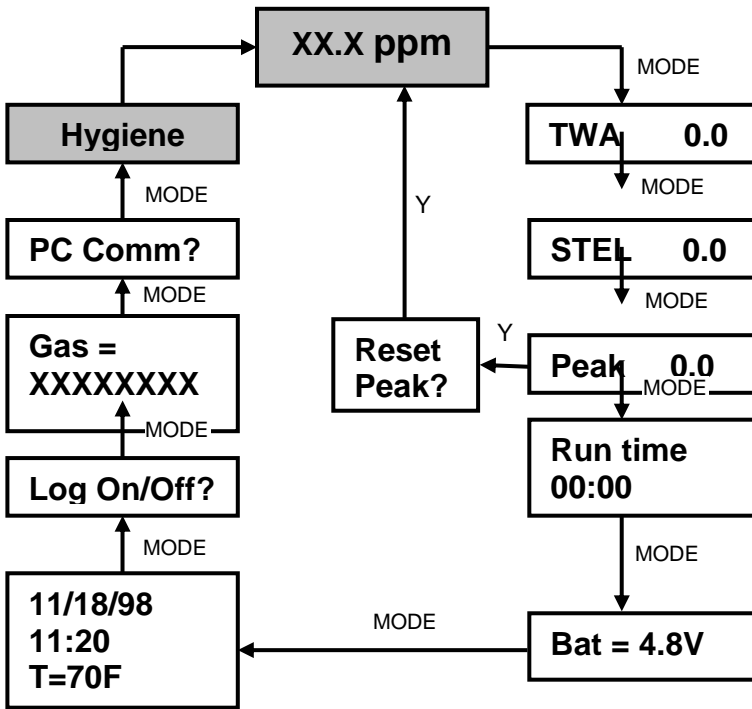 XX.X ppm
MODE
Hygiene
TWA 0.0
MODE
MODE
Y
PC Comm?
STEL 0.0
MODE
MODE
Gas =
XXXXXXXX
Reset
Peak?
Y
Peak 0.0
MODE
MODE
Run time
00:00
Log On/Off?
MODE
MODE
11/18/98
11:20
T=70F
MODE
Bat = 4.8V